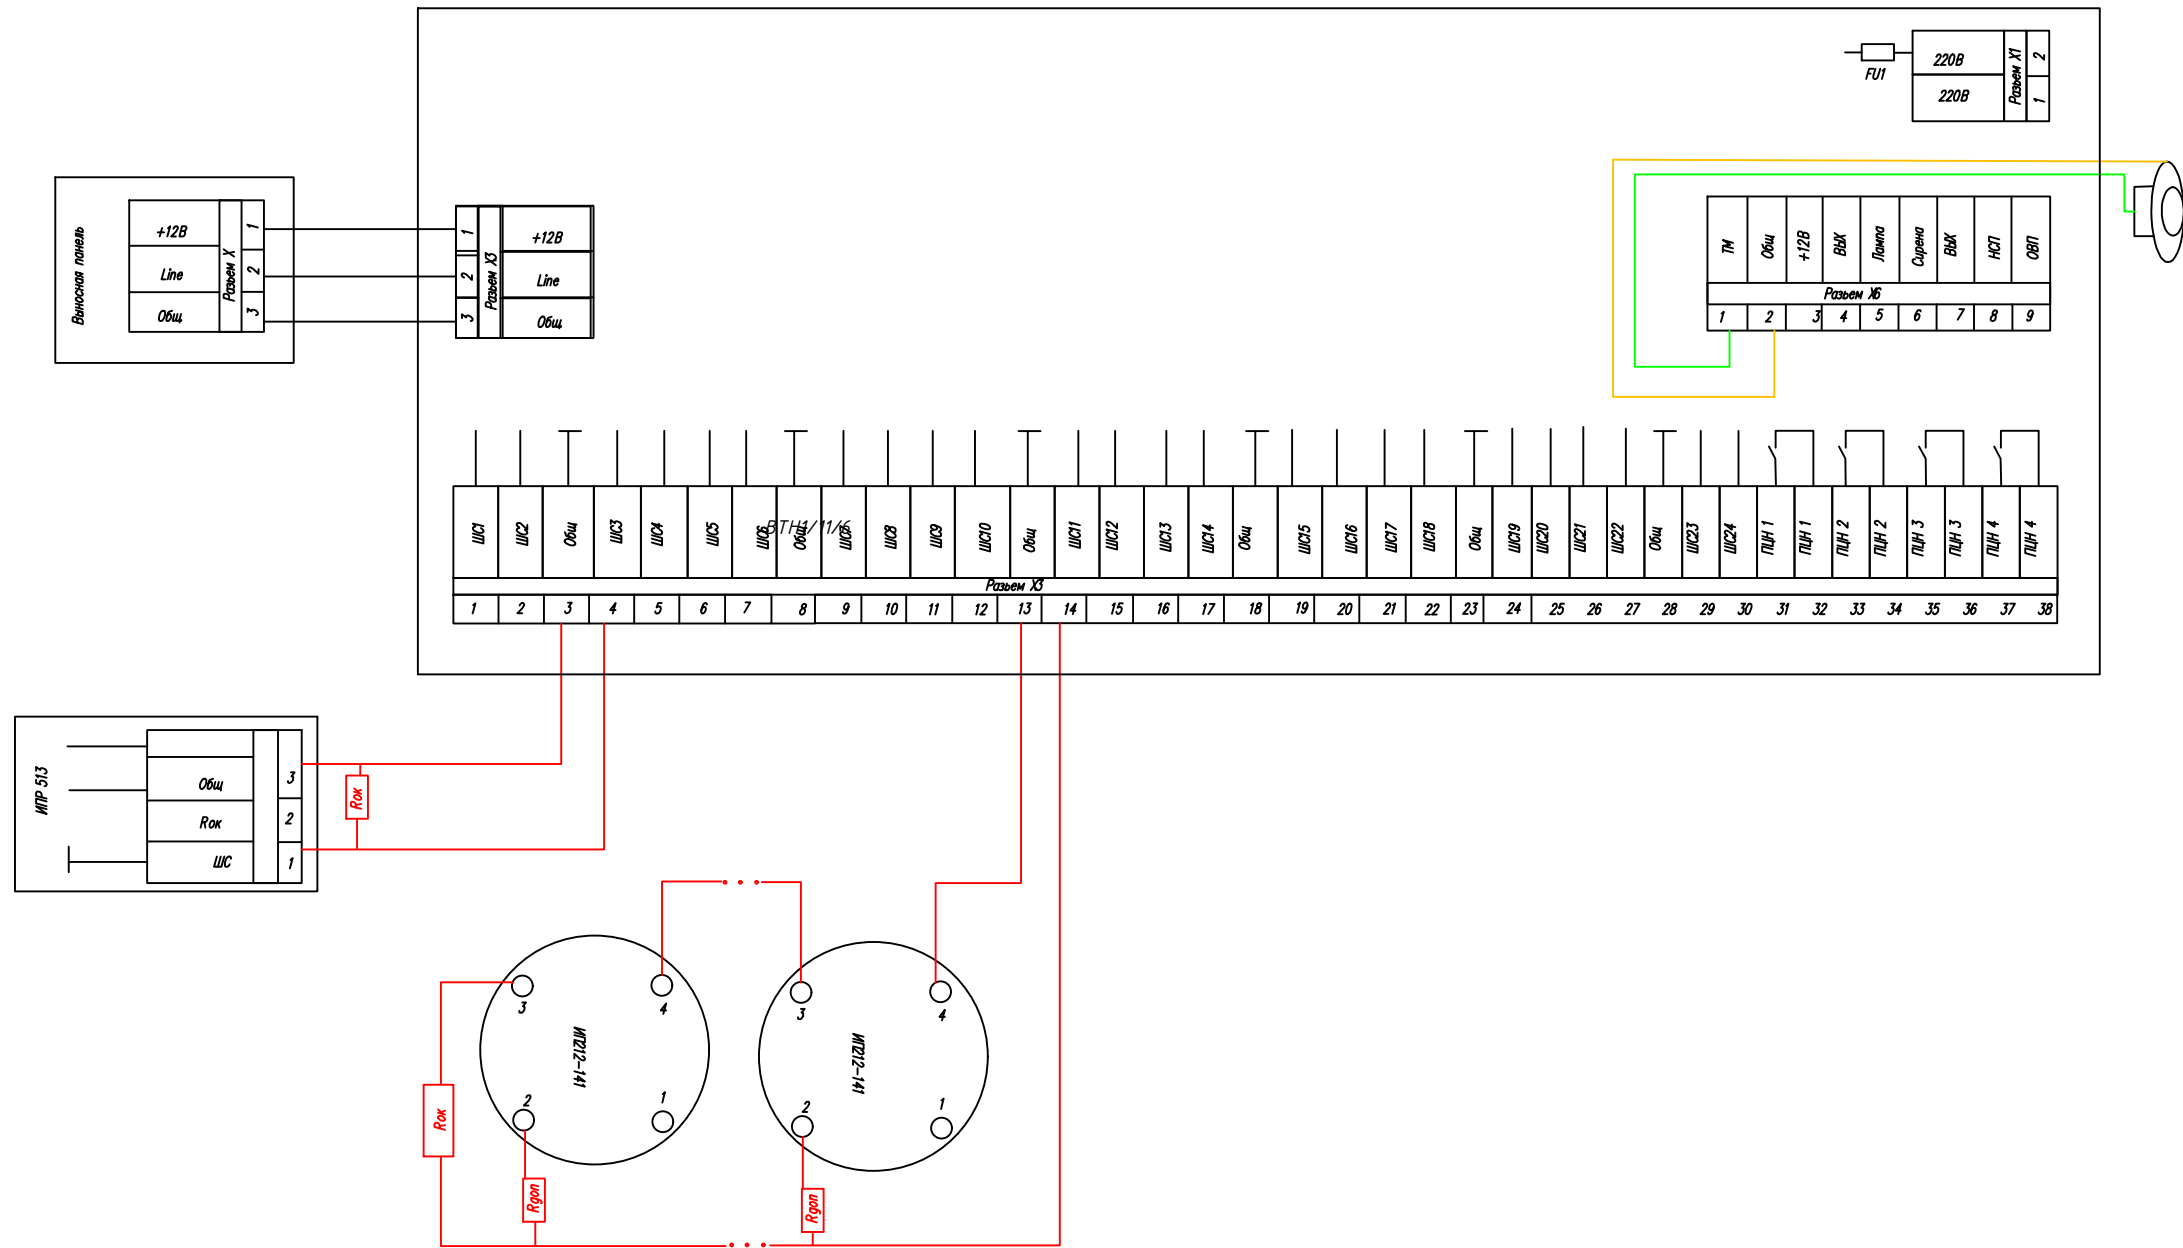 220В
220В
Разъем X1
2
1
FU1
Выносная панель
+12В
Line
Общ
Разъем X
1
2
3
1
2
3
Разъем X3
+12В
Line
Общ
ТМ
Общ
+12В
ВЫХ
Лампа
Сирена
ВЫХ
НСП
ОВП
Разъем X6
1 2 3 4 5 6 7 8 9
ШС1
ШС2
Общ
ШС3
ШС4
ШС5
ШС6
Общ
ШС7
ВТН1/11/6
ШС8
ШС9
ШС10
Общ
ШС11
ШС12
ШС13
ШС14
Общ
ШС15
ШС16
ШС17
ШС18
Общ
ШС19
ШС20
ШС21
ШС22
Общ
ШС23
ШС24
ПЦН 1
ПЦН 1
ПЦН 2
ПЦН 2
ПЦН 3
ПЦН 3
ПЦН 4
ПЦН 4
Разъем X3
1 2 3 4 5 6 7 8 9 10 11 12 13 14 15 16 17 18 19 20 21 22 23 24 25 26 27 28 29 30 31 32 33 34 35 36 37 38
ИПР 513
Общ
Rок
ШС
3
2
1
Rок
3
4
ИП212-141
2
1
3
4
ИП212-141
2
1
Rок
Rдоп
Rдоп